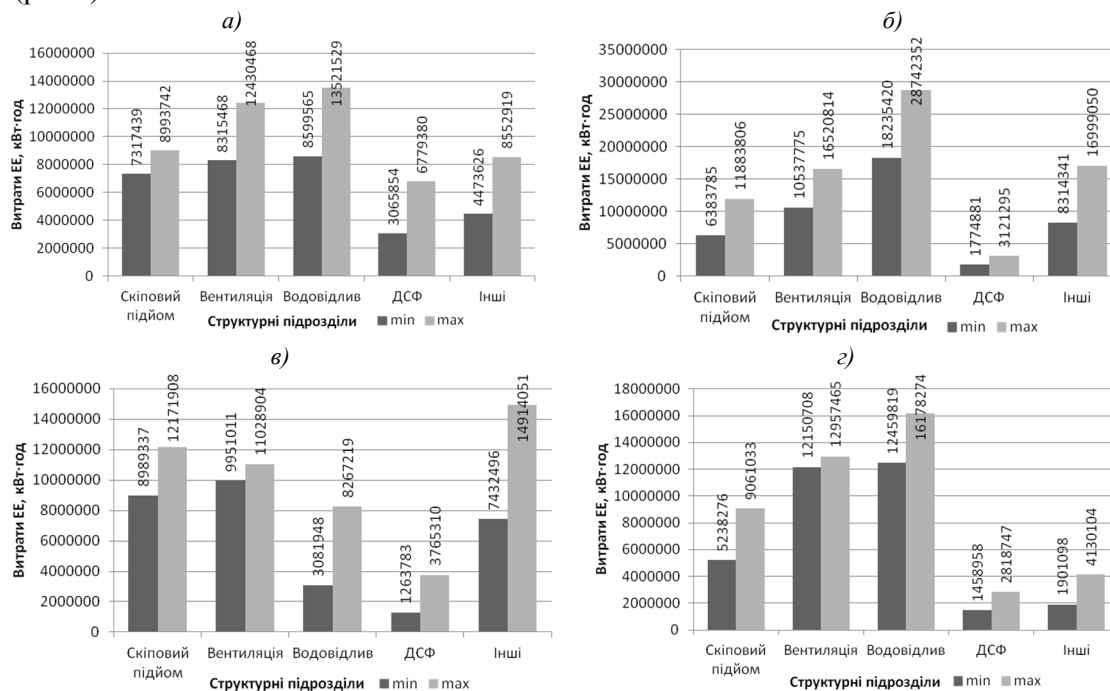 а)
16000000
14000000
12000000
10000000
8000000
6000000
4000000
2000000
0
Витрати ЕЕ, кВт·год
7317439
8993742
8315468
12430468
8599565
13521529
3065854
6779380
4473626
8552919
Скіповий підйом
Вентиляція
Водовідлив
ДСФ
Інші
Структурні підрозділи
min
max
б)
35000000
30000000
25000000
20000000
15000000
10000000
5000000
0
Витрати ЕЕ, кВт·год
6383785
11883806
10537775
16520814
18235420
28742352
1774881
3121295
8314341
16999050
Скіповий
підйом
Вентиляція
Водовідлив
ДСФ
Інші
Структурні підрозділи
min
max
в)
16000000
14000000
12000000
10000000
8000000
6000000
4000000
2000000
0
Витрати ЕЕ, кВт·год
8989337
12171908
9951011
11028904
3081948
8267219
1263783
3765310
7432496
14914051
Скіповий
підйом
Вентиляція
Водовідлив
ДСФ
Інші
Структурні підрозділи
min
max
г)
18000000
16000000
14000000
12000000
10000000
8000000
6000000
4000000
2000000
0
Витрати ЕЕ, кВт·год
5238276
9061033
12150708
12957465
12459819
16178274
1458958
2818747
1901098
4130104
Скіповий
підйом
Вентиляція
Водовідлив
ДСФ
Інші
Структурні підрозділи
min
max